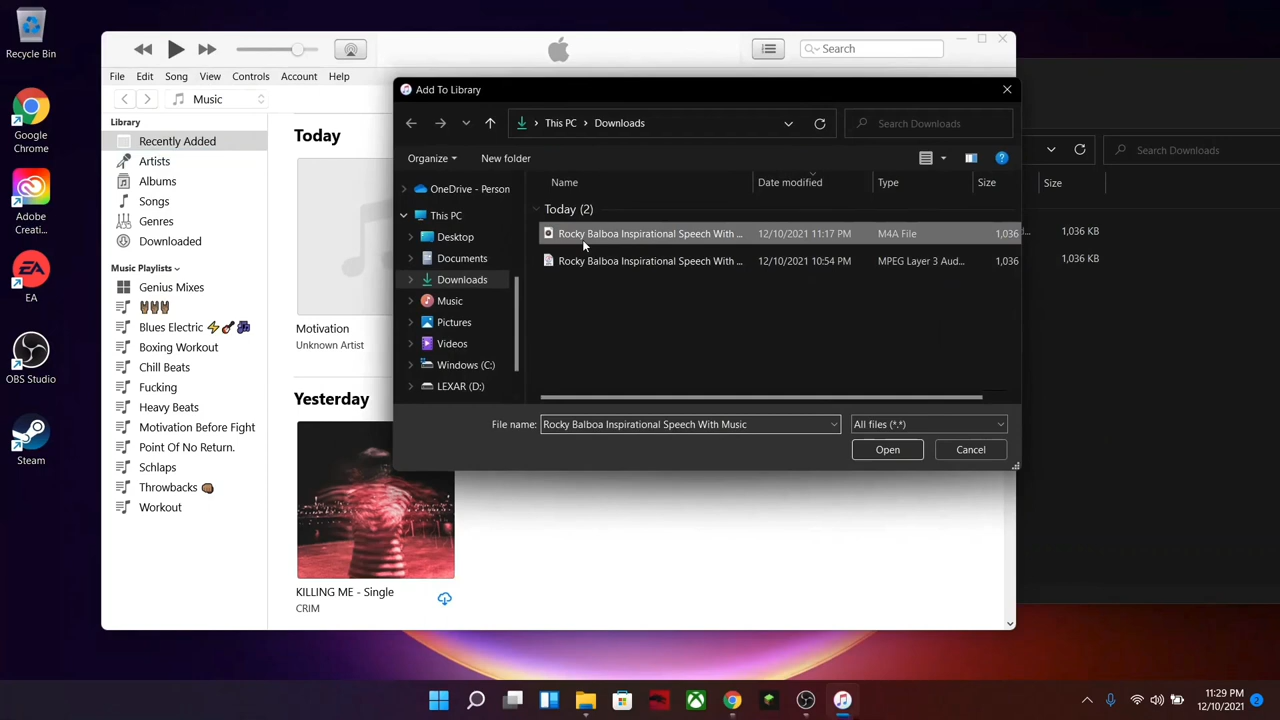 Recycle Bin
Google
Chrome
Adobe
Creati...
EA
OBS Studio
Steam
Search
File Edit Song View Controls Account Help
Music
Library
Recently Added
Artists
Albums
Songs
Genres
Downloaded
Music Playlists
Genius Mixes
🤘🏾🤘🏾🤘🏾
Blues Electric ⚡🎸🎶
Boxing Workout
Chill Beats
Fucking
Heavy Beats
Motivation Before Fight
Point Of No Return.
Schlaps
Throwbacks 👊🏾
Workout
Today
Motivation
Unknown Artist
Yesterday
KILLING ME - Single
CRIM
Add To Library
This PC > Downloads
Search Downloads
Organize New folder
OneDrive - Person
This PC
Desktop
Documents
Downloads
Music
Pictures
Videos
Windows (C:)
LEXAR (D:)
Name Date modified Type Size
Today (2)
Rocky Balboa Inspirational Speech With ... 12/10/2021 11:17 PM M4A File 1,036
Rocky Balboa Inspirational Speech With ... 12/10/2021 10:54 PM MPEG Layer 3 Aud... 1,036
File name: Rocky Balboa Inspirational Speech With Music All files (*.*)
Open Cancel
Search Downloads
Size
1,036 KB
1,036 KB
11:29 PM
12/10/2021
2